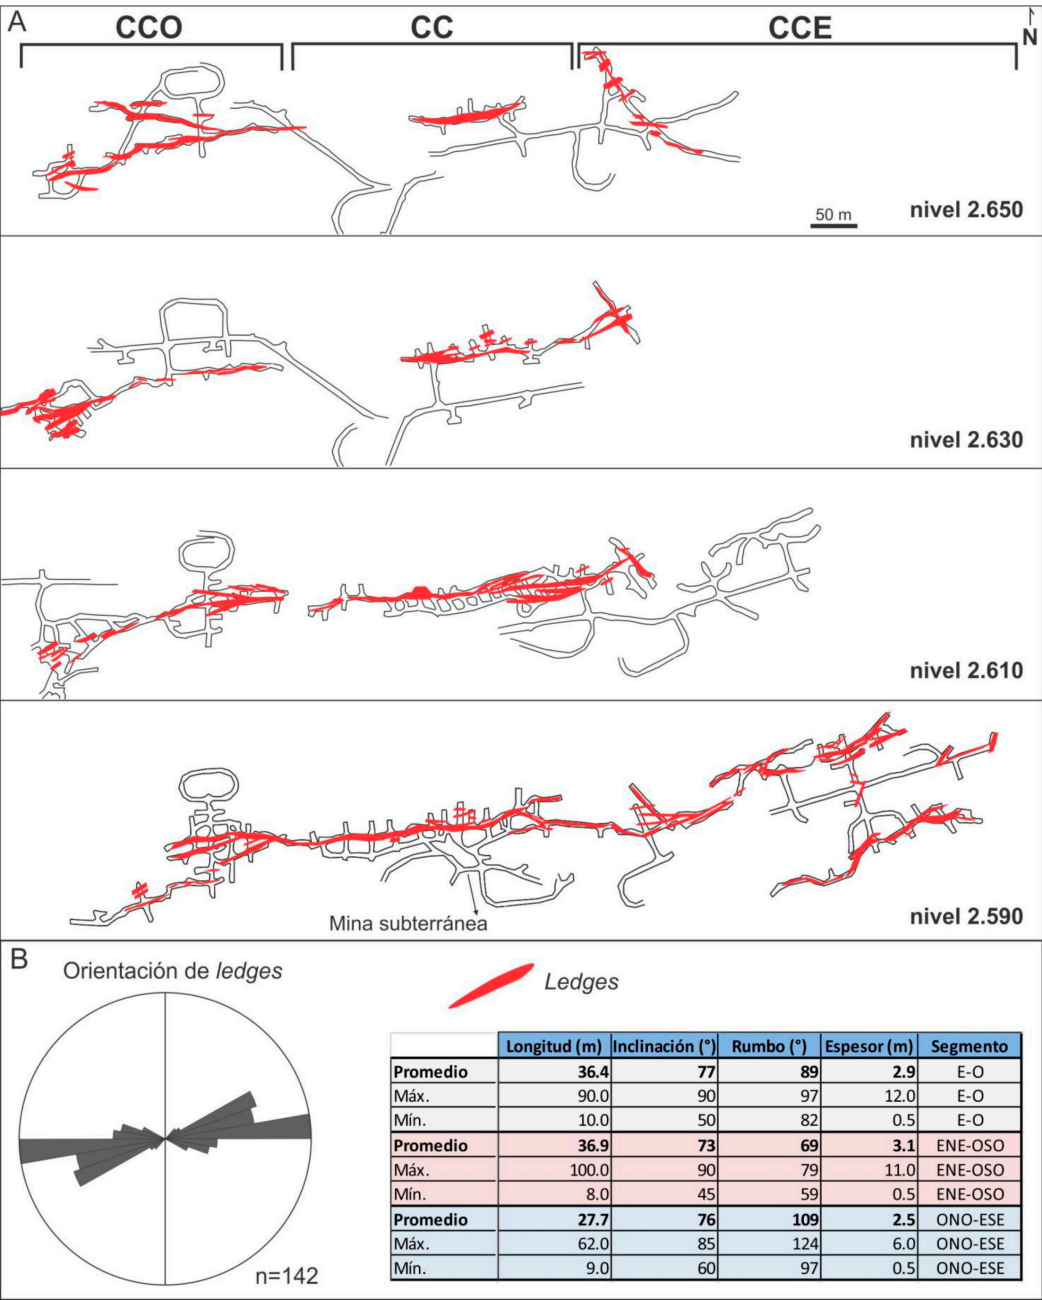 A
CCO CC CCE
N
50 m
nivel 2.650
nivel 2.630
nivel 2.610
Mina subterránea
nivel 2.590
B
Orientación de ledges
Ledges
n=142
Longitud (m) Inclinación (°) Rumbo (°) Espesor (m) Segmento
Promedio 36.4 77 89 2.9 E-O
Máx. 90.0 90 97 12.0 E-O
Mín. 10.0 50 82 0.5 E-O
Promedio 36.9 73 69 3.1 ENE-OSO
Máx. 100.0 90 79 11.0 ENE-OSO
Mín. 8.0 45 59 0.5 ENE-OSO
Promedio 27.7 76 109 2.5 ONO-ESE
Máx. 62.0 85 124 6.0 ONO-ESE
Mín. 9.0 60 97 0.5 ONO-ESE